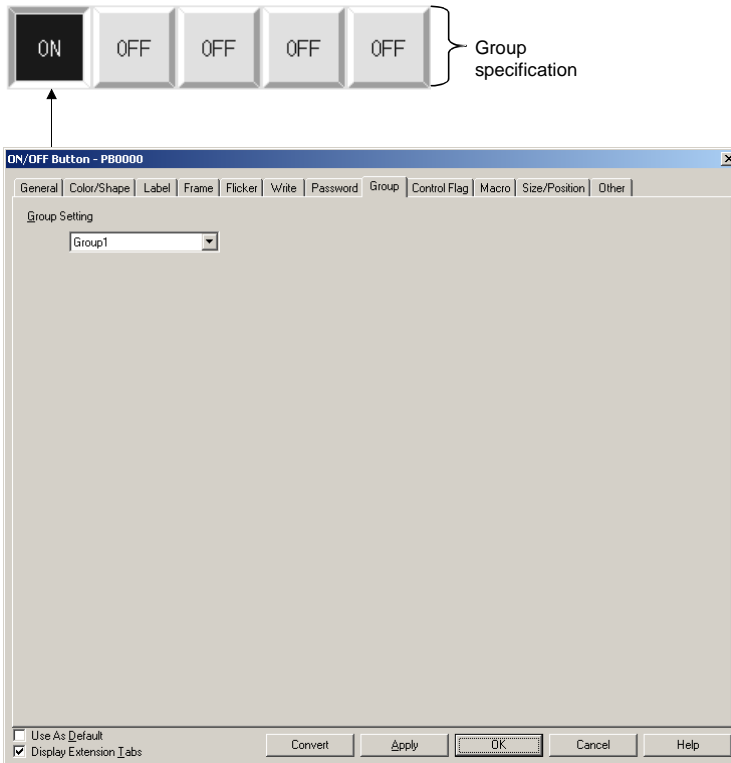 ON OFF OFF OFF OFF
Group
specification
ON/OFF Button - PB0000
General Color/Shape Label Frame Flicker Write Password Group Control Flag Macro Size/Position Other
Group Setting
Group1
Use As Default
Display Extension Tabs
Convert Apply OK Cancel Help